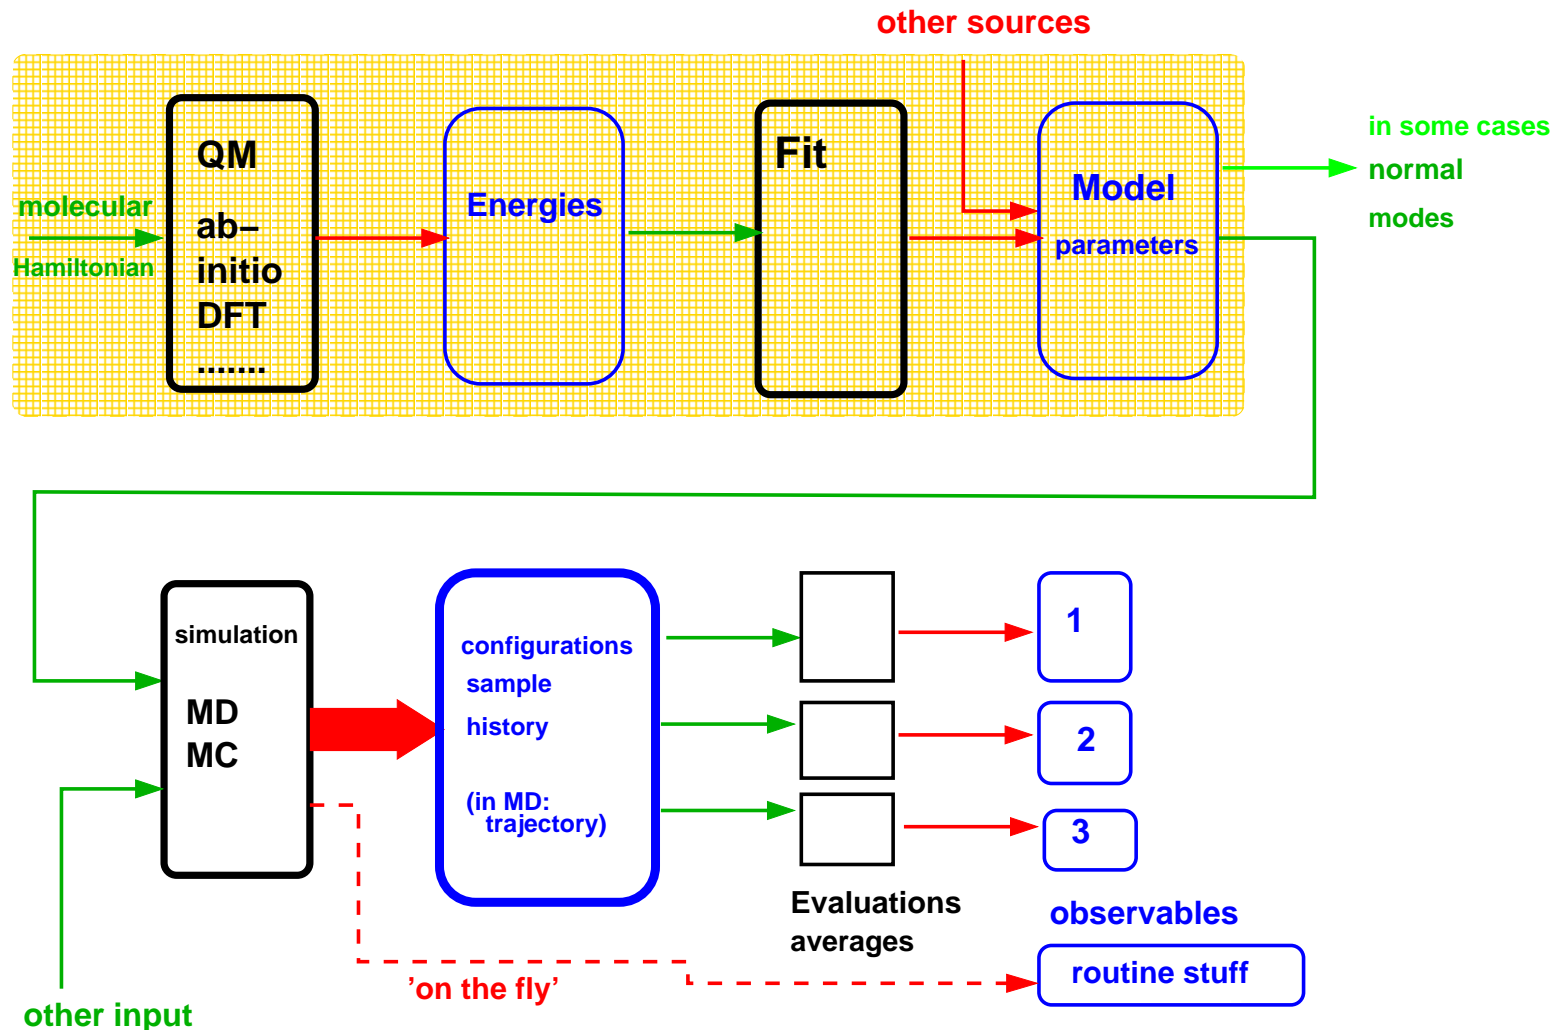 other sources
QM
ab–
initio
DFT
.......
molecular
Hamiltonian
Energies
Fit
Model
parameters
in some cases
normal
modes
simulation
MD
MC
configurations
sample
history
(in MD:
trajectory)
1
2
3
Evaluations
averages
observables
routine stuff
’on the fly’
other input